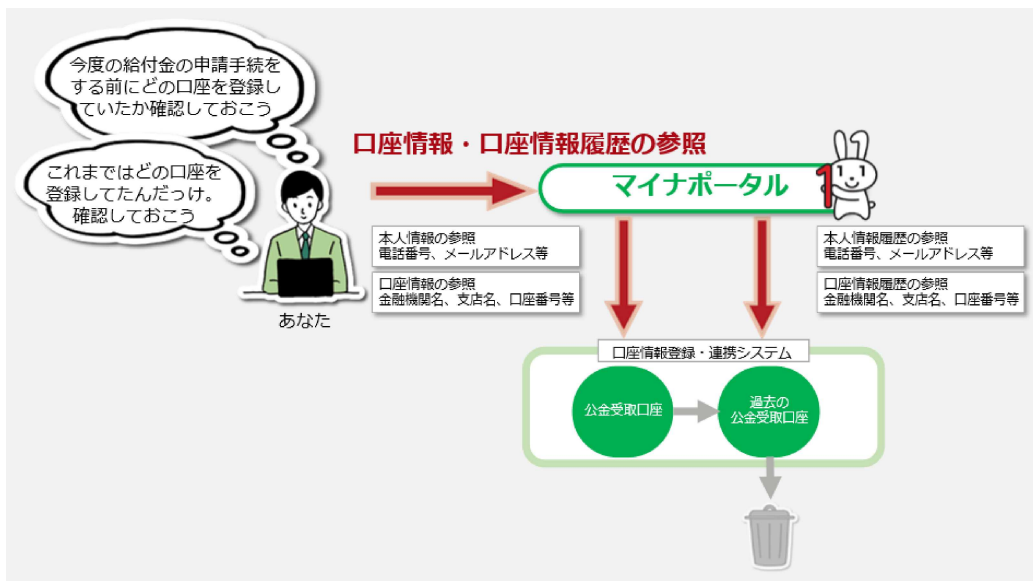 今度の給付金の申請手続を
する前にどの口座を登録し
ていたか確認しておこう
これまではどの口座を
登録してたんだっけ。
確認しておこう
あなた
口座情報・口座情報履歴の参照
マイナポータル
1
本人情報の参照
電話番号、メールアドレス等
口座情報の参照
金融機関名、支店名、口座番号等
本人情報履歴の参照
電話番号、メールアドレス等
口座情報履歴の参照
金融機関名、支店名、口座番号等
口座情報登録・連携システム
公金受取口座
過去の
公金受取口座